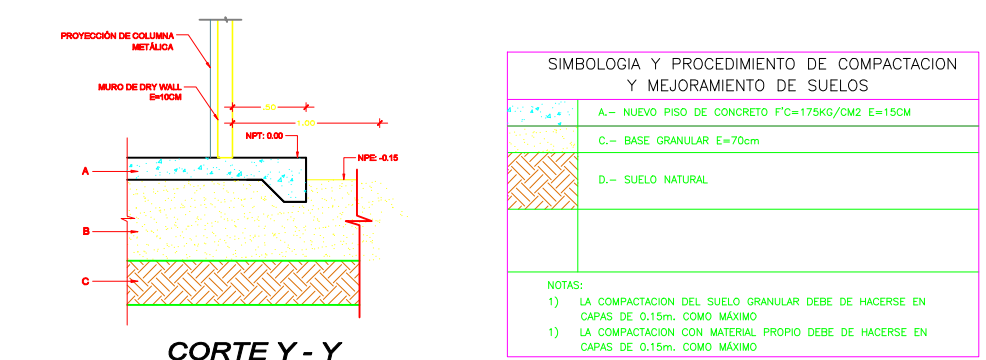 PROYECCIÓN DE COLUMNA
METÁLICA
MURO DE DRY WALL
E=10CM
.50
1.00
NPT: 0.00
NPE: -0.15
A
B
C
CORTE Y - Y
SIMBOLOGIA Y PROCEDIMIENTO DE COMPACTACION
Y MEJORAMIENTO DE SUELOS
A.- NUEVO PISO DE CONCRETO F'C=175KG/CM2 E=15CM
C.- BASE GRANULAR E=70cm
D.- SUELO NATURAL
NOTAS:
1) LA COMPACTACION DEL SUELO GRANULAR DEBE DE HACERSE EN
CAPAS DE 0.15m. COMO MÁXIMO
1) LA COMPACTACION CON MATERIAL PROPIO DEBE DE HACERSE EN
CAPAS DE 0.15m. COMO MÁXIMO